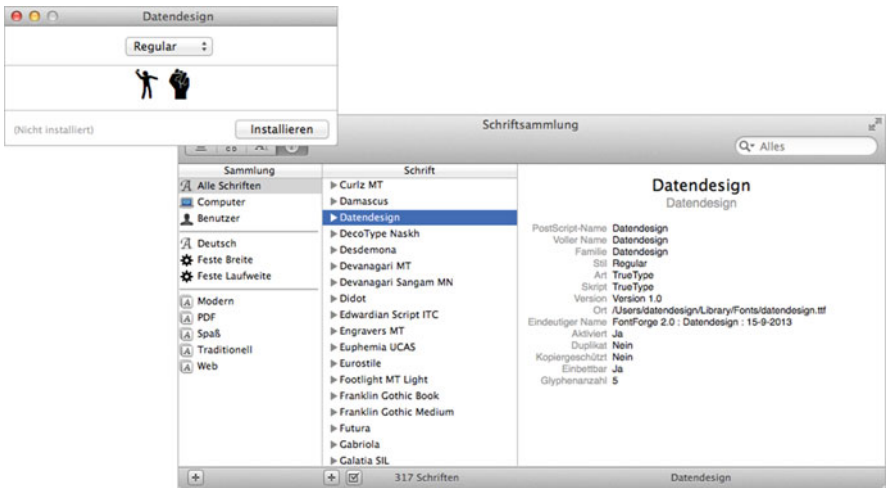 Datendesign
Regular
(Nicht installiert)
Installieren
Schriftsammlung
Alles
Sammlung
Alle Schriften
Computer
Benutzer
Deutsch
Feste Breite
Feste Laufweite
Modern
PDF
Spaß
Traditionell
Web
Schrift
Curlz MT
Damascus
Datendesign
DecoType Naskh
Desdemona
Devanagari MT
Devanagari Sangam MN
Didot
Edwardian Script ITC
Engravers MT
Euphemia UCAS
Eurostile
Footlight MT Light
Franklin Gothic Book
Franklin Gothic Medium
Futura
Gabriola
Galatia SIL
Datendesign
Datendesign
PostScript-Name Datendesign
Voller Name Datendesign
Familie Datendesign
Stil Regular
Art TrueType
Skript TrueType
Version Version 1.0
Ort /Users/datendesign/Library/Fonts/datendesign.ttf
Eindeutiger Name FontForge 2.0 : Datendesign : 15-9-2013
Aktiviert Ja
Duplikat Nein
Kopiergeschützt Nein
Einbettbar Ja
Glyphenanzahl 5
317 Schriften
Datendesign